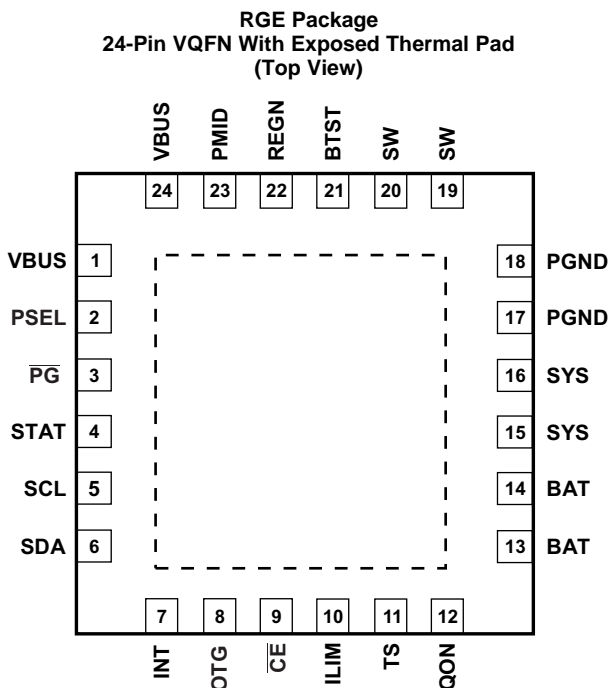 RGE Package
24-Pin VQFN With Exposed Thermal Pad
(Top View)
VBUS
PMID
REGN
BTST
SW
SW
24
23
22
21
20
19
VBUS 1
PSEL 2
PG 3
STAT 4
SCL 5
SDA 6
18 PGND
17 PGND
16 SYS
15 SYS
14 BAT
13 BAT
7
8
9
10
11
12
INT
OTG
CE
ILIM
TS
QON